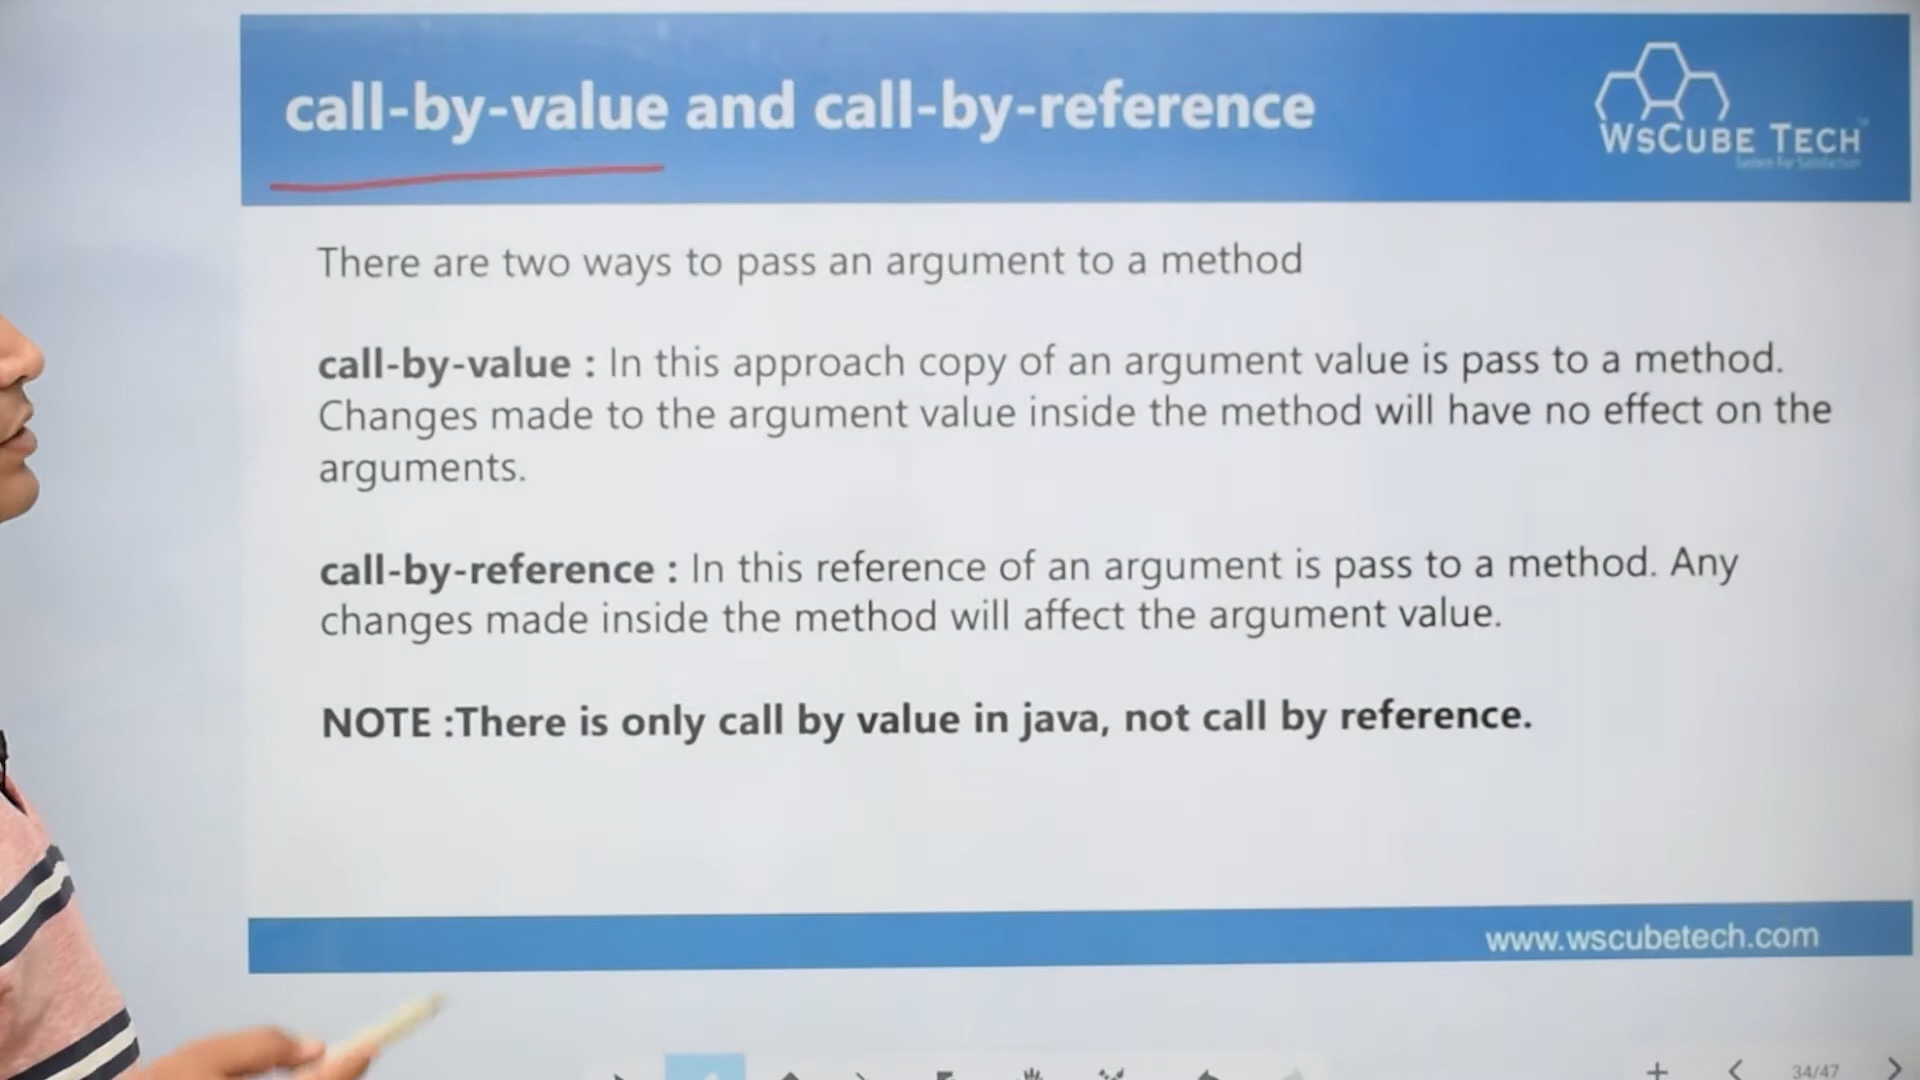 call-by-value and call-by-reference
WSCUBE TECH
System For Satisfaction
There are two ways to pass an argument to a method
call-by-value : In this approach copy of an argument value is pass to a method.
Changes made to the argument value inside the method will have no effect on the
arguments.
call-by-reference : In this reference of an argument is pass to a method. Any
changes made inside the method will affect the argument value.
NOTE :There is only call by value in java, not call by reference.
www.wscubetech.com
34/47